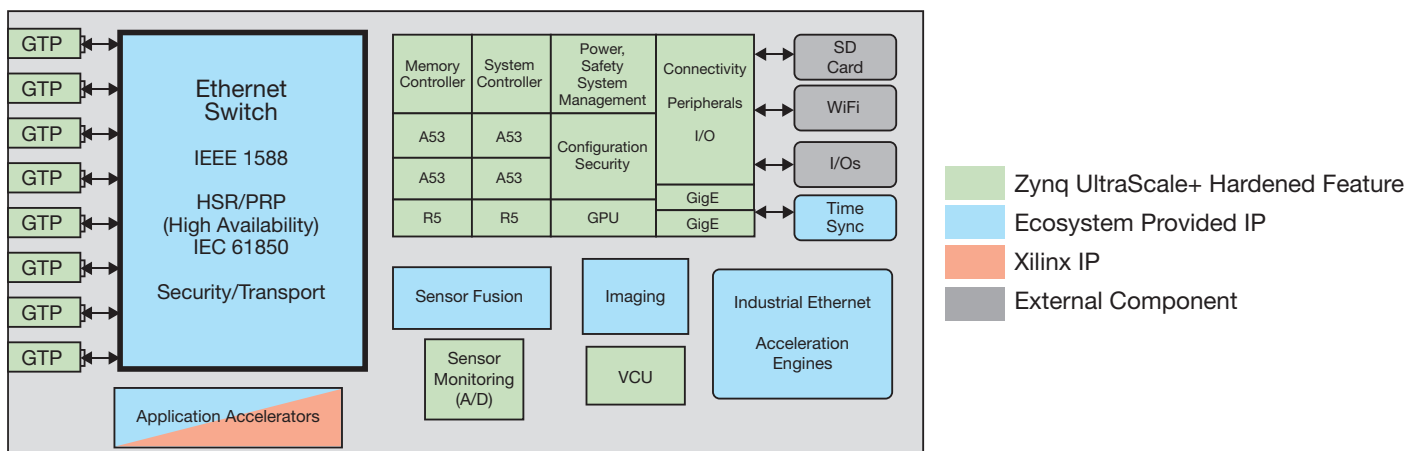 GTP
GTP
GTP
GTP
GTP
GTP
GTP
GTP
Ethernet
Switch
IEEE 1588
HSR/PRP
(High Availability)
IEC 61850
Security/Transport
Application Accelerators
Memory
Controller
System
Controller
Power,
Safety
System
Management
Connectivity
Peripherals
I/O
A53
A53
Configuration
Security
A53
A53
R5
R5
GPU
GigE
GigE
SD
Card
WiFi
I/Os
Time
Sync
Sensor Fusion
Imaging
Industrial Ethernet
Acceleration
Engines
Sensor
Monitoring
(A/D)
VCU
Zynq UltraScale+ Hardened Feature
Ecosystem Provided IP
Xilinx IP
External Component